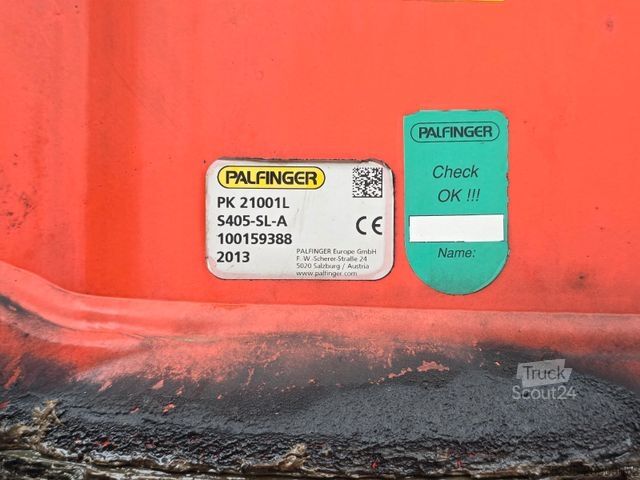 PALFINGER
PK 21001L
S405-SL-A
100159388
2013
CE
PALFINGER Europe GmbH
F.-W.-Scherer-Straße 24
5020 Salzburg / Austria
www.palfinger.com
PALFINGER
Check
OK !!!
Name:
Truck
Scout24